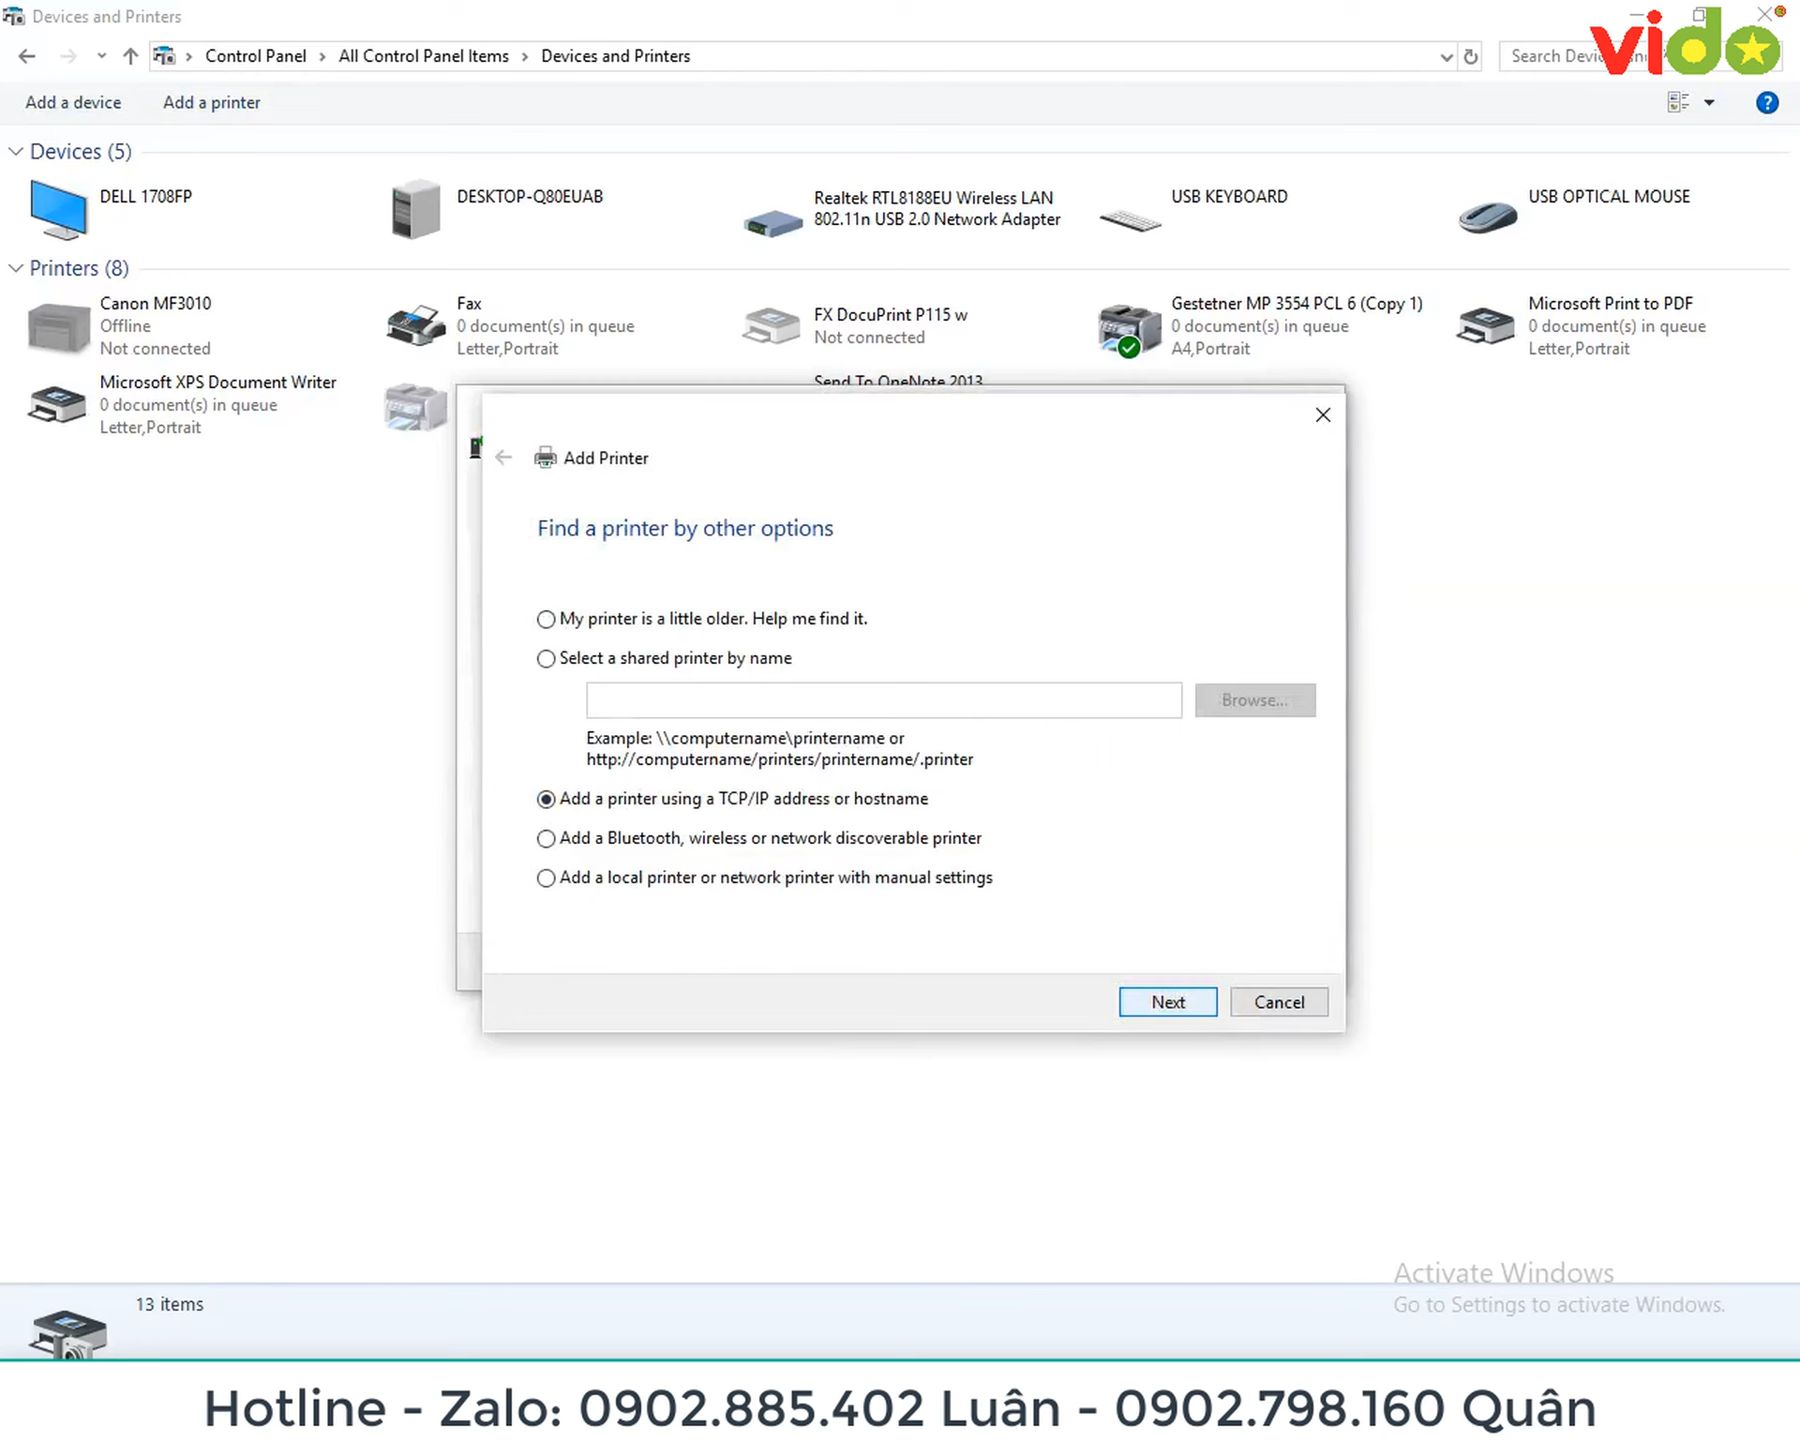 Devices and Printers
vido
Control Panel > All Control Panel Items > Devices and Printers
Add a device Add a printer
Devices (5)
DELL 1708FP
DESKTOP-Q80EUAB
Realtek RTL8188EU Wireless LAN
802.11n USB 2.0 Network Adapter
USB KEYBOARD
USB OPTICAL MOUSE
Printers (8)
Canon MF3010
Offline
Not connected
Fax
0 document(s) in queue
Letter,Portrait
FX DocuPrint P115 w
Not connected
Gestetner MP 3554 PCL 6 (Copy 1)
0 document(s) in queue
A4,Portrait
Microsoft Print to PDF
0 document(s) in queue
Letter,Portrait
Microsoft XPS Document Writer
0 document(s) in queue
Letter,Portrait
Send To OneNote 2013
Add Printer
Find a printer by other options
My printer is a little older. Help me find it.
Select a shared printer by name
Browse...
Example: \\computername\printername or
http://computername/printers/printername/.printer
Add a printer using a TCP/IP address or hostname
Add a Bluetooth, wireless or network discoverable printer
Add a local printer or network printer with manual settings
Next Cancel
Activate Windows
Go to Settings to activate Windows.
13 items
Hotline - Zalo: 0902.885.402 Luân - 0902.798.160 Quân